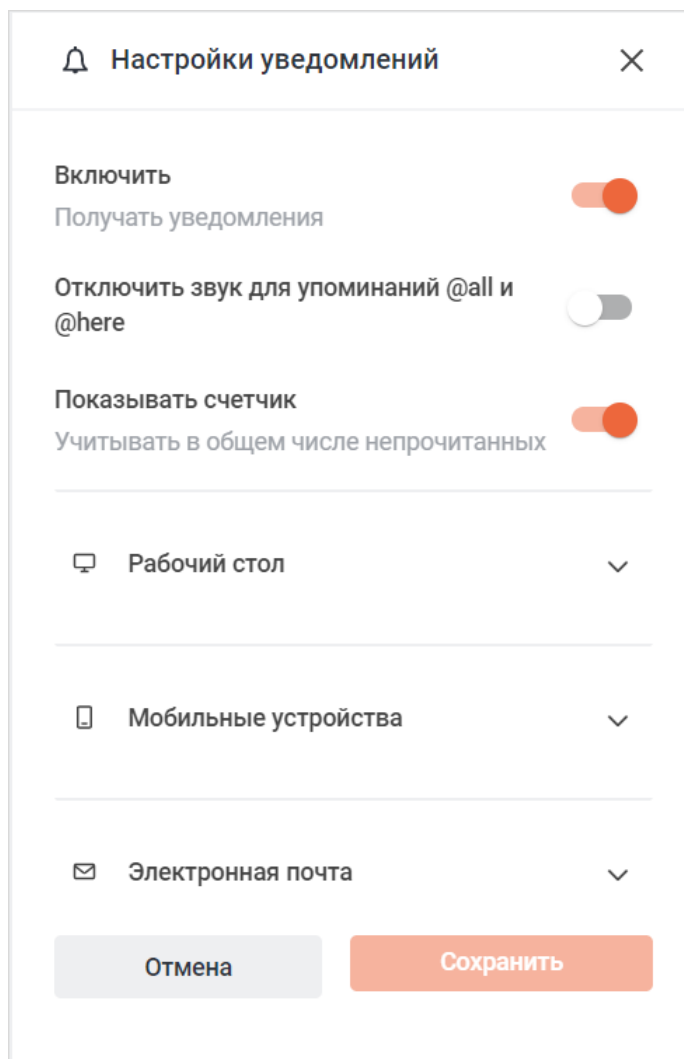 Настройки уведомлений
Включить
Получать уведомления
Отключить звук для упоминаний @all и
@here
Показывать счетчик
Учитывать в общем числе непрочитанных
Рабочий стол
Мобильные устройства
Электронная почта
Отмена
Сохранить